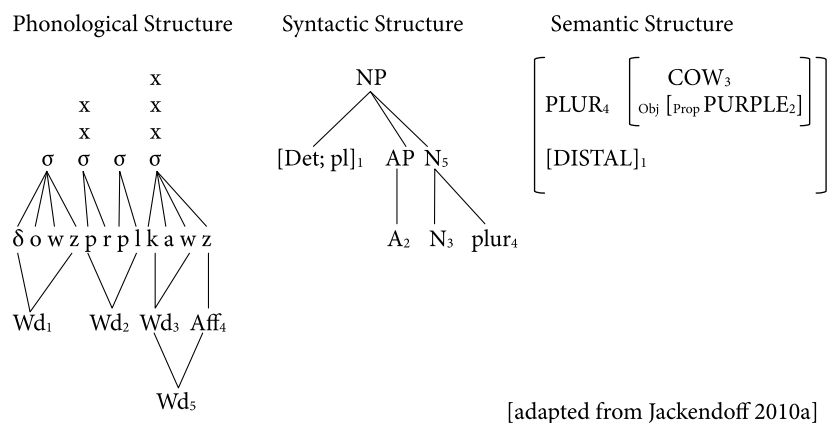 Phonological Structure Syntactic Structure Semantic Structure
x
x x
x x
σ σ σ σ
NP
COW₃
PLUR₄ Obj [Prop PURPLE₂]
[Det; pl]₁ AP N₅
[DISTAL]₁
δ o w z p r p l k a w z
A₂ N₃ plur₄
Wd₁ Wd₂ Wd₃ Aff₄
Wd₅
[adapted from Jackendoff 2010a]